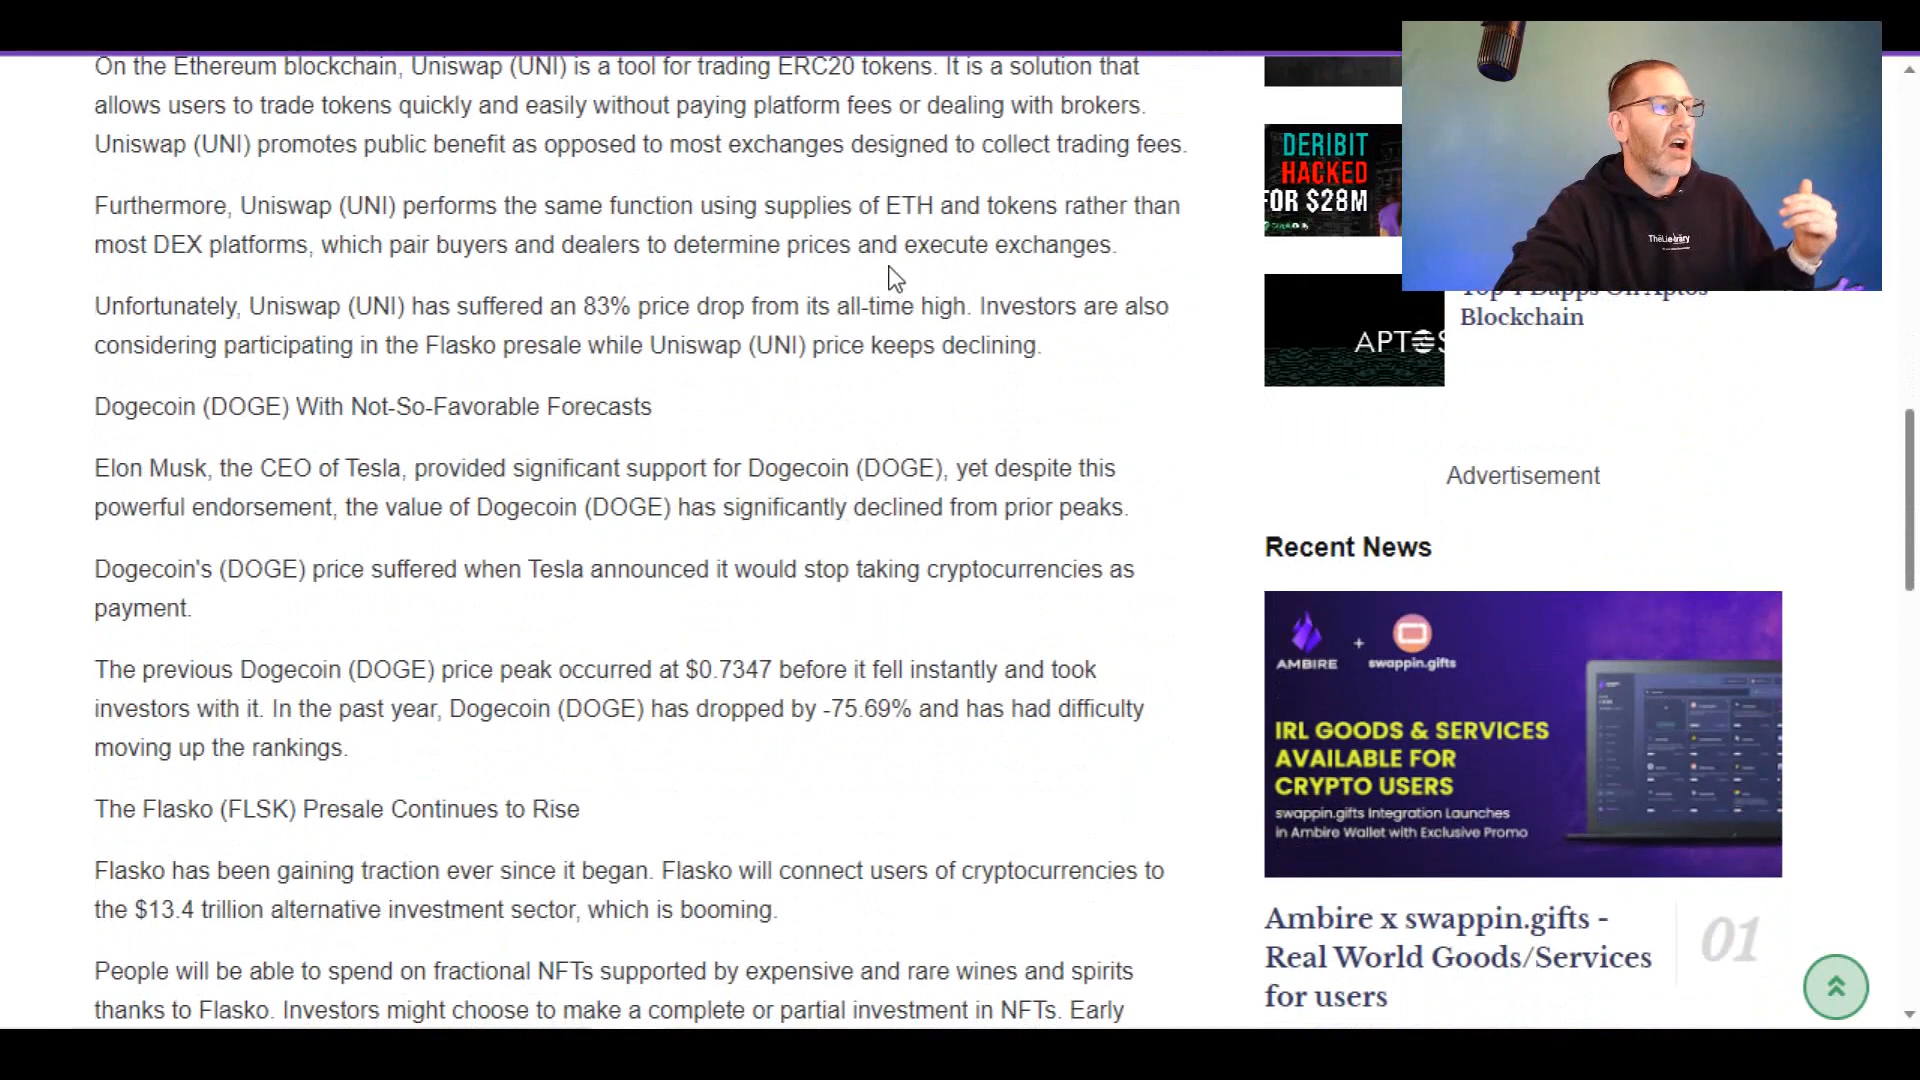 On the Ethereum blockchain, Uniswap (UNI) is a tool for trading ERC20 tokens. It is a solution that
allows users to trade tokens quickly and easily without paying platform fees or dealing with brokers.
Uniswap (UNI) promotes public benefit as opposed to most exchanges designed to collect trading fees.
Furthermore, Uniswap (UNI) performs the same function using supplies of ETH and tokens rather than
most DEX platforms, which pair buyers and dealers to determine prices and execute exchanges.
Unfortunately, Uniswap (UNI) has suffered an 83% price drop from its all-time high. Investors are also
considering participating in the Flasko presale while Uniswap (UNI) price keeps declining.
Dogecoin (DOGE) With Not-So-Favorable Forecasts
Elon Musk, the CEO of Tesla, provided significant support for Dogecoin (DOGE), yet despite this
powerful endorsement, the value of Dogecoin (DOGE) has significantly declined from prior peaks.
Dogecoin's (DOGE) price suffered when Tesla announced it would stop taking cryptocurrencies as
payment.
The previous Dogecoin (DOGE) price peak occurred at $0.7347 before it fell instantly and took
investors with it. In the past year, Dogecoin (DOGE) has dropped by -75.69% and has had difficulty
moving up the rankings.
The Flasko (FLSK) Presale Continues to Rise
Flasko has been gaining traction ever since it began. Flasko will connect users of cryptocurrencies to
the $13.4 trillion alternative investment sector, which is booming.
People will be able to spend on fractional NFTs supported by expensive and rare wines and spirits
thanks to Flasko. Investors might choose to make a complete or partial investment in NFTs. Early
DERIBIT
HACKED
FOR $28M
APTOS
Blockchain
Advertisement
Recent News
AMBIRE + swappin.gifts
IRL GOODS & SERVICES
AVAILABLE FOR
CRYPTO USERS
swappin.gifts Integration Launches
in Ambire Wallet with Exclusive Promo
Ambire x swappin.gifts -
Real World Goods/Services
for users
01